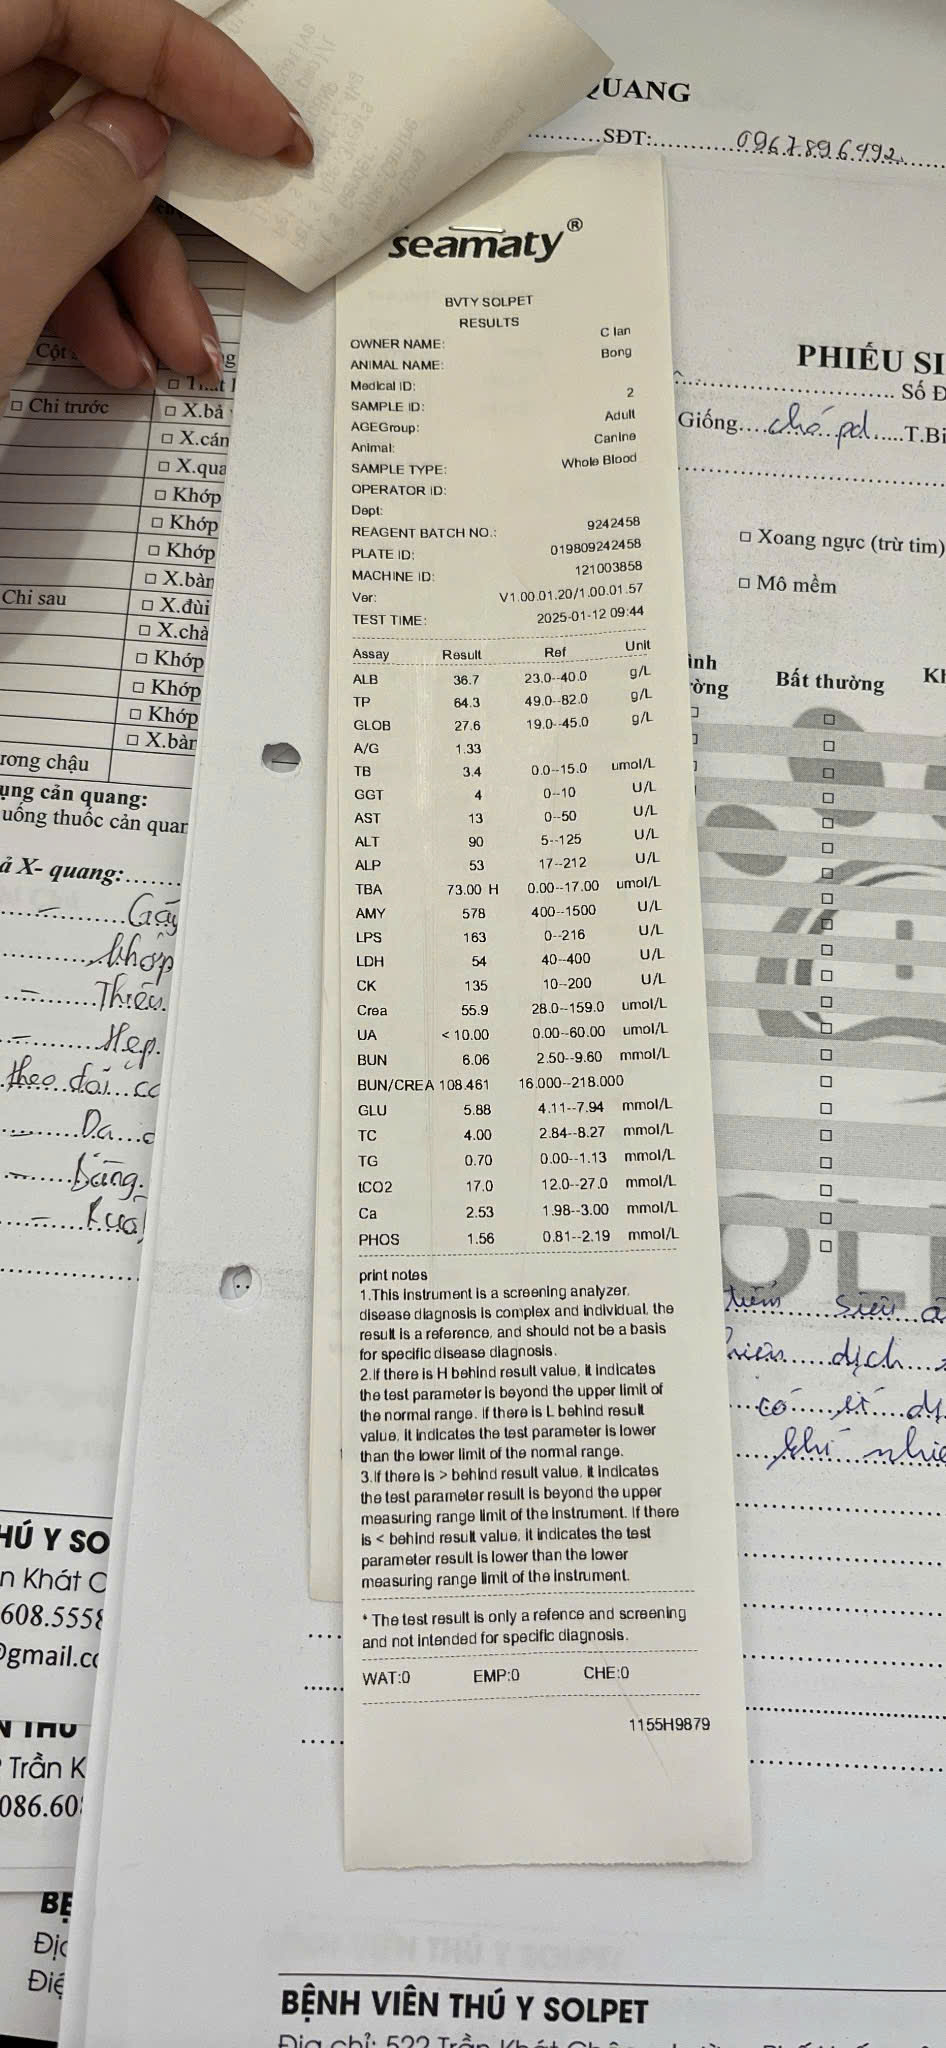 QUANG
SĐT: 0967896492
seamaty®
BVTY SOLPET
RESULTS
OWNER NAME: C lan
ANIMAL NAME: Bong
Medical ID:
SAMPLE ID: 2
AGEGroup: Adult
Animal: Canine
SAMPLE TYPE: Whole Blood
OPERATOR ID:
Dept:
REAGENT BATCH NO.: 9242458
PLATE ID: 019809242458
MACHINE ID: 121003858
Ver: V1.00.01.20/1.00.01.57
TEST TIME: 2025-01-12 09:44
Assay Result Ref Unit
ALB 36.7 23.0--40.0 g/L
TP 64.3 49.0--82.0 g/L
GLOB 27.6 19.0--45.0 g/L
A/G 1.33
TB 3.4 0.0--15.0 umol/L
GGT 4 0--10 U/L
AST 13 0--50 U/L
ALT 90 5--125 U/L
ALP 53 17--212 U/L
TBA 73.00 H 0.00--17.00 umol/L
AMY 578 400--1500 U/L
LPS 163 0--216 U/L
LDH 54 40--400 U/L
CK 135 10--200 U/L
Crea 55.9 28.0--159.0 umol/L
UA < 10.00 0.00--60.00 umol/L
BUN 6.06 2.50--9.60 mmol/L
BUN/CREA 108.461 16.000--218.000
GLU 5.88 4.11--7.94 mmol/L
TC 4.00 2.84--8.27 mmol/L
TG 0.70 0.00--1.13 mmol/L
tCO2 17.0 12.0--27.0 mmol/L
Ca 2.53 1.98--3.00 mmol/L
PHOS 1.56 0.81--2.19 mmol/L
print notes
1.This instrument is a screening analyzer,
disease diagnosis is complex and individual, the
result is a reference, and should not be a basis
for specific disease diagnosis.
2.If there is H behind result value, it indicates
the test parameter is beyond the upper limit of
the normal range. If there is L behind result
value, it indicates the test parameter is lower
than the lower limit of the normal range.
3.If there is > behind result value, it indicates
the test parameter result is beyond the upper
measuring range limit of the instrument. If there
is < behind result value, it indicates the test
parameter result is lower than the lower
measuring range limit of the instrument.
* The test result is only a refence and screening
and not intended for specific diagnosis.
WAT:0 EMP:0 CHE:0
1155H9879
PHIẾU SI
Số Đ
Giống chó pd T.Bi
□ Xoang ngực (trừ tim)
□ Mô mềm
ình
ường
Bất thường
Kh
tiềm siêu â
dịch
có
khí nhiề
Cột
□ Chi trước
□ X.bả
□ X.cán
□ X.qua
□ Khớp
□ Khớp
□ Khớp
□ X.bàn
Chi sau
□ X.đùi
□ X.chà
□ Khớp
□ Khớp
□ Khớp
□ X.bàn
ương chậu
ụng cản quang:
uống thuốc cản quan
ả X- quang:
Gãy
khớp
Thiếu
Hẹp.
theo dõi cc
Da
HÚ Y SO
n Khát C
608.5558
@gmail.co
N THÚ
Trần K
086.608
BỆ
Địc
Điệ
BỆNH VIÊN THÚ Y SOLPET
Địa chỉ: 522 Trần Khát